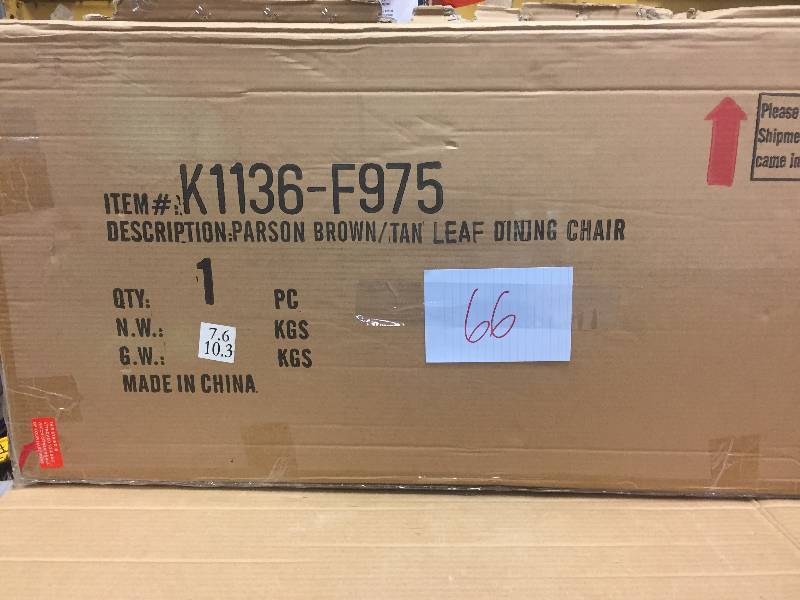 ITEM#:K1136-F975
DESCRIPTION:PARSON BROWN/TAN LEAF DINING CHAIR
QTY: 1 PC
N.W.: 7.6 KGS
G.W.: 10.3 KGS
MADE IN CHINA
66
Please
Shipme
came in